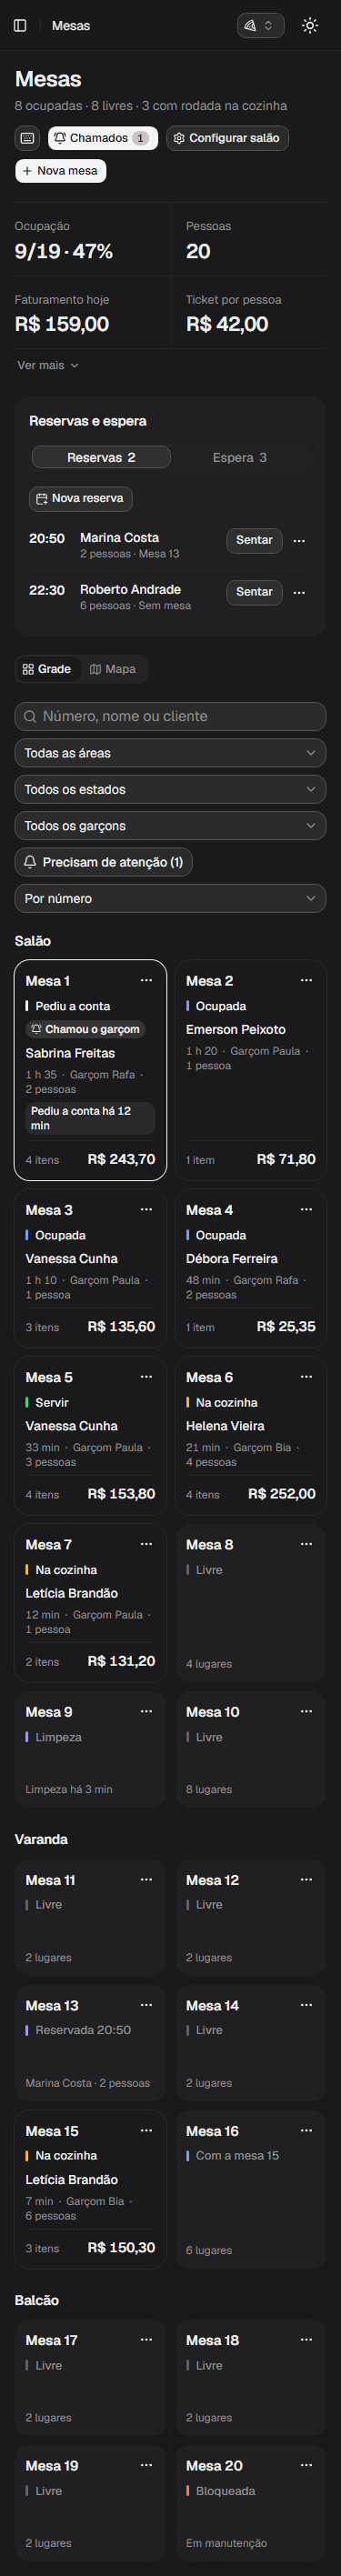 Mesas
Mesas
8 ocupadas · 8 livres · 3 com rodada na cozinha
Chamados 1
Configurar salão
+ Nova mesa
Ocupação
Pessoas
9/19 · 47%
20
Faturamento hoje
Ticket por pessoa
R$ 159,00
R$ 42,00
Ver mais
Reservas e espera
Reservas 2
Espera 3
Nova reserva
20:50
Marina Costa
2 pessoas · Mesa 13
Sentar
22:30
Roberto Andrade
6 pessoas · Sem mesa
Sentar
Grade
Mapa
Número, nome ou cliente
Todas as áreas
Todos os estados
Todos os garçons
Precisam de atenção (1)
Por número
Salão
Mesa 1
Pediu a conta
Chamou o garçom
Sabrina Freitas
1 h 35 · Garçom Rafa ·
2 pessoas
Pediu a conta há 12
min
4 itens
R$ 243,70
Mesa 2
Ocupada
Emerson Peixoto
1 h 20 · Garçom Paula ·
1 pessoa
1 item
R$ 71,80
Mesa 3
Ocupada
Vanessa Cunha
1 h 10 · Garçom Paula ·
1 pessoa
3 itens
R$ 135,60
Mesa 4
Ocupada
Débora Ferreira
48 min · Garçom Rafa ·
2 pessoas
1 item
R$ 25,35
Mesa 5
Servir
Vanessa Cunha
33 min · Garçom Paula ·
3 pessoas
4 itens
R$ 153,80
Mesa 6
Na cozinha
Helena Vieira
21 min · Garçom Bia ·
4 pessoas
4 itens
R$ 252,00
Mesa 7
Na cozinha
Letícia Brandão
12 min · Garçom Paula ·
1 pessoa
2 itens
R$ 131,20
Mesa 8
Livre
4 lugares
Mesa 9
Limpeza
Limpeza há 3 min
Mesa 10
Livre
8 lugares
Varanda
Mesa 11
Livre
2 lugares
Mesa 12
Livre
2 lugares
Mesa 13
Reservada 20:50
Marina Costa · 2 pessoas
Mesa 14
Livre
2 lugares
Mesa 15
Na cozinha
Letícia Brandão
7 min · Garçom Bia ·
6 pessoas
3 itens
R$ 150,30
Mesa 16
Com a mesa 15
6 lugares
Balcão
Mesa 17
Livre
2 lugares
Mesa 18
Livre
2 lugares
Mesa 19
Livre
2 lugares
Mesa 20
Bloqueada
Em manutenção